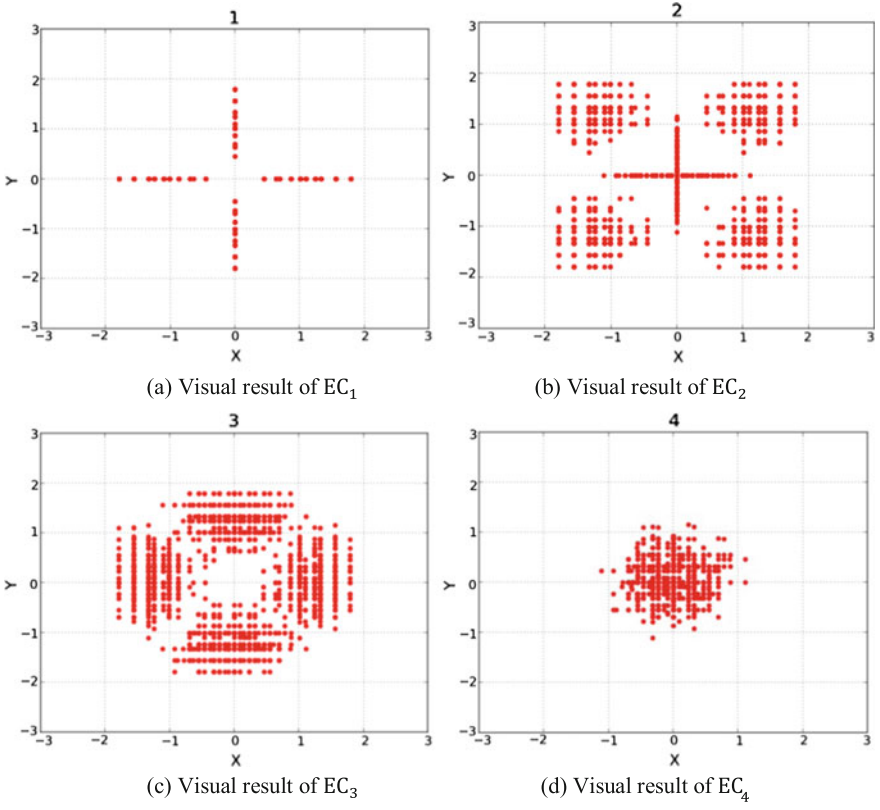 1
2
3
2
1
0
−1
−2
−3
Y
−3 −2 −1 0 1 2 3
X
3
2
1
0
−1
−2
−3
Y
−3 −2 −1 0 1 2 3
X
(a) Visual result of EC₁
(b) Visual result of EC₂
3
4
3
2
1
0
−1
−2
−3
Y
−3 −2 −1 0 1 2 3
X
3
2
1
0
−1
−2
−3
Y
−3 −2 −1 0 1 2 3
X
(c) Visual result of EC₃
(d) Visual result of EC₄